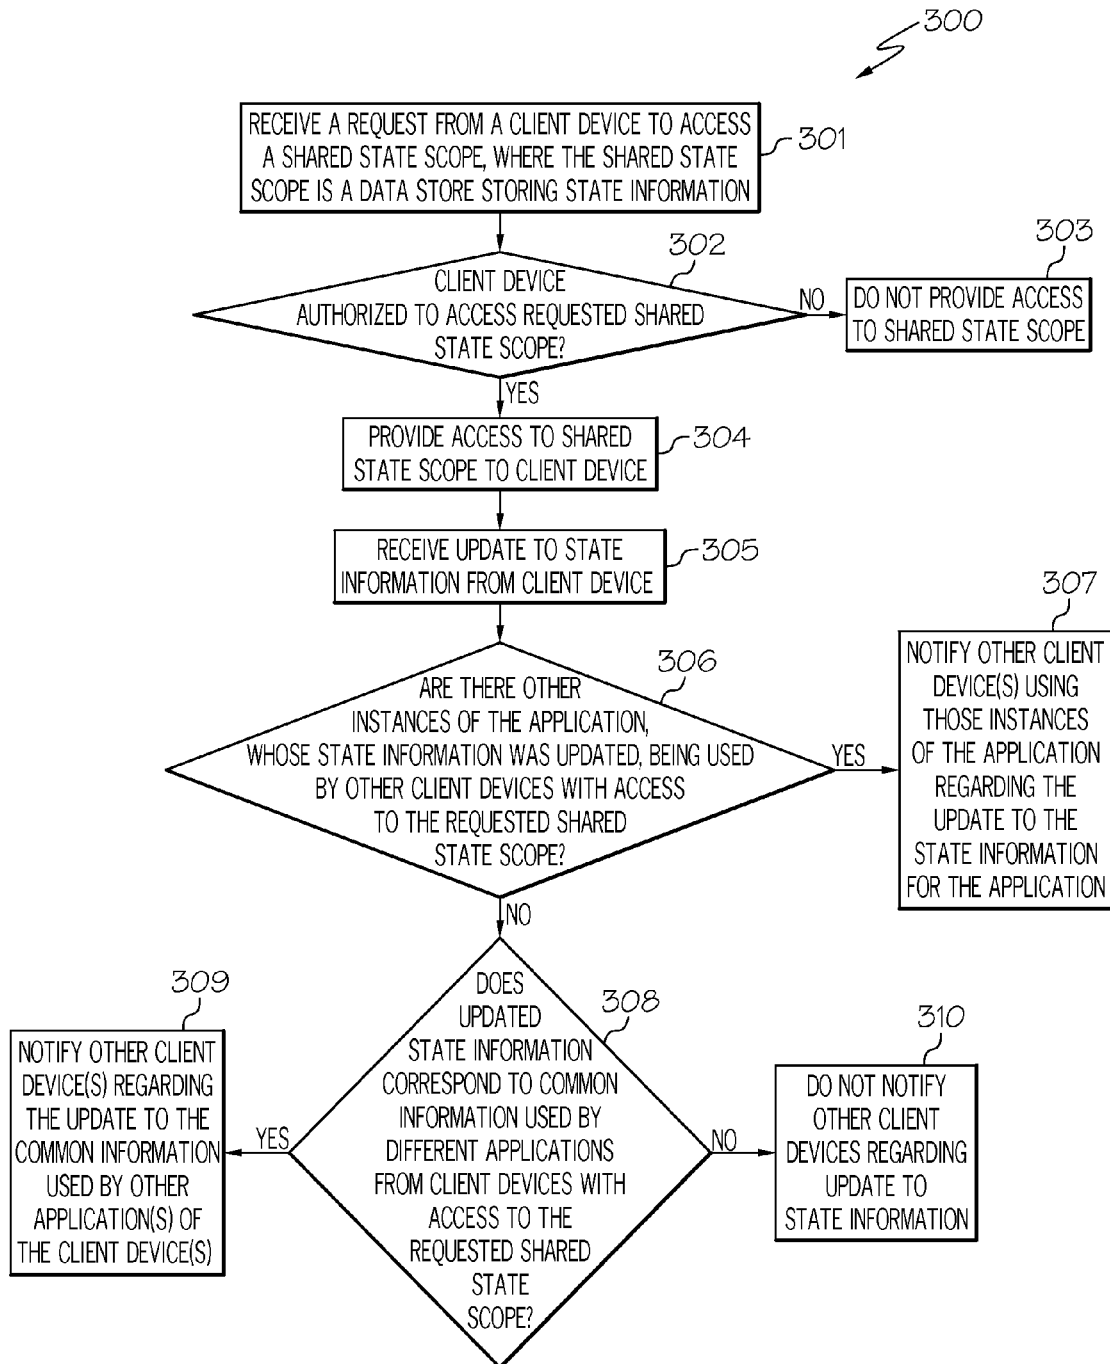 300
RECEIVE A REQUEST FROM A CLIENT DEVICE TO ACCESS
A SHARED STATE SCOPE, WHERE THE SHARED STATE
SCOPE IS A DATA STORE STORING STATE INFORMATION
301
302
CLIENT DEVICE
AUTHORIZED TO ACCESS REQUESTED SHARED
STATE SCOPE?
NO
303
DO NOT PROVIDE ACCESS
TO SHARED STATE SCOPE
YES
PROVIDE ACCESS TO SHARED
STATE SCOPE TO CLIENT DEVICE
304
RECEIVE UPDATE TO STATE
INFORMATION FROM CLIENT DEVICE
305
306
ARE THERE OTHER
INSTANCES OF THE APPLICATION,
WHOSE STATE INFORMATION WAS UPDATED, BEING USED
BY OTHER CLIENT DEVICES WITH ACCESS
TO THE REQUESTED SHARED
STATE SCOPE?
YES
307
NOTIFY OTHER CLIENT
DEVICE(S) USING
THOSE INSTANCES
OF THE APPLICATION
REGARDING THE
UPDATE TO THE
STATE INFORMATION
FOR THE APPLICATION
NO
308
DOES
UPDATED
STATE INFORMATION
CORRESPOND TO COMMON
INFORMATION USED BY
DIFFERENT APPLICATIONS
FROM CLIENT DEVICES WITH
ACCESS TO THE
REQUESTED SHARED
STATE
SCOPE?
YES
309
NOTIFY OTHER CLIENT
DEVICE(S) REGARDING
THE UPDATE TO THE
COMMON INFORMATION
USED BY OTHER
APPLICATION(S) OF
THE CLIENT DEVICE(S)
NO
310
DO NOT NOTIFY
OTHER CLIENT
DEVICES REGARDING
UPDATE TO
STATE INFORMATION